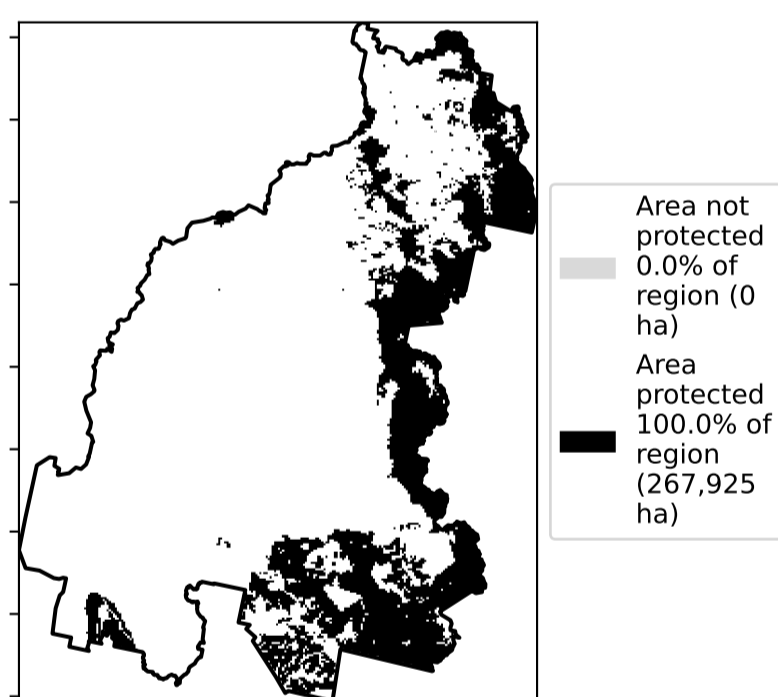 Area not
protected
0.0% of
region (0
ha)
Area
protected
100.0% of
region
(267,925
ha)